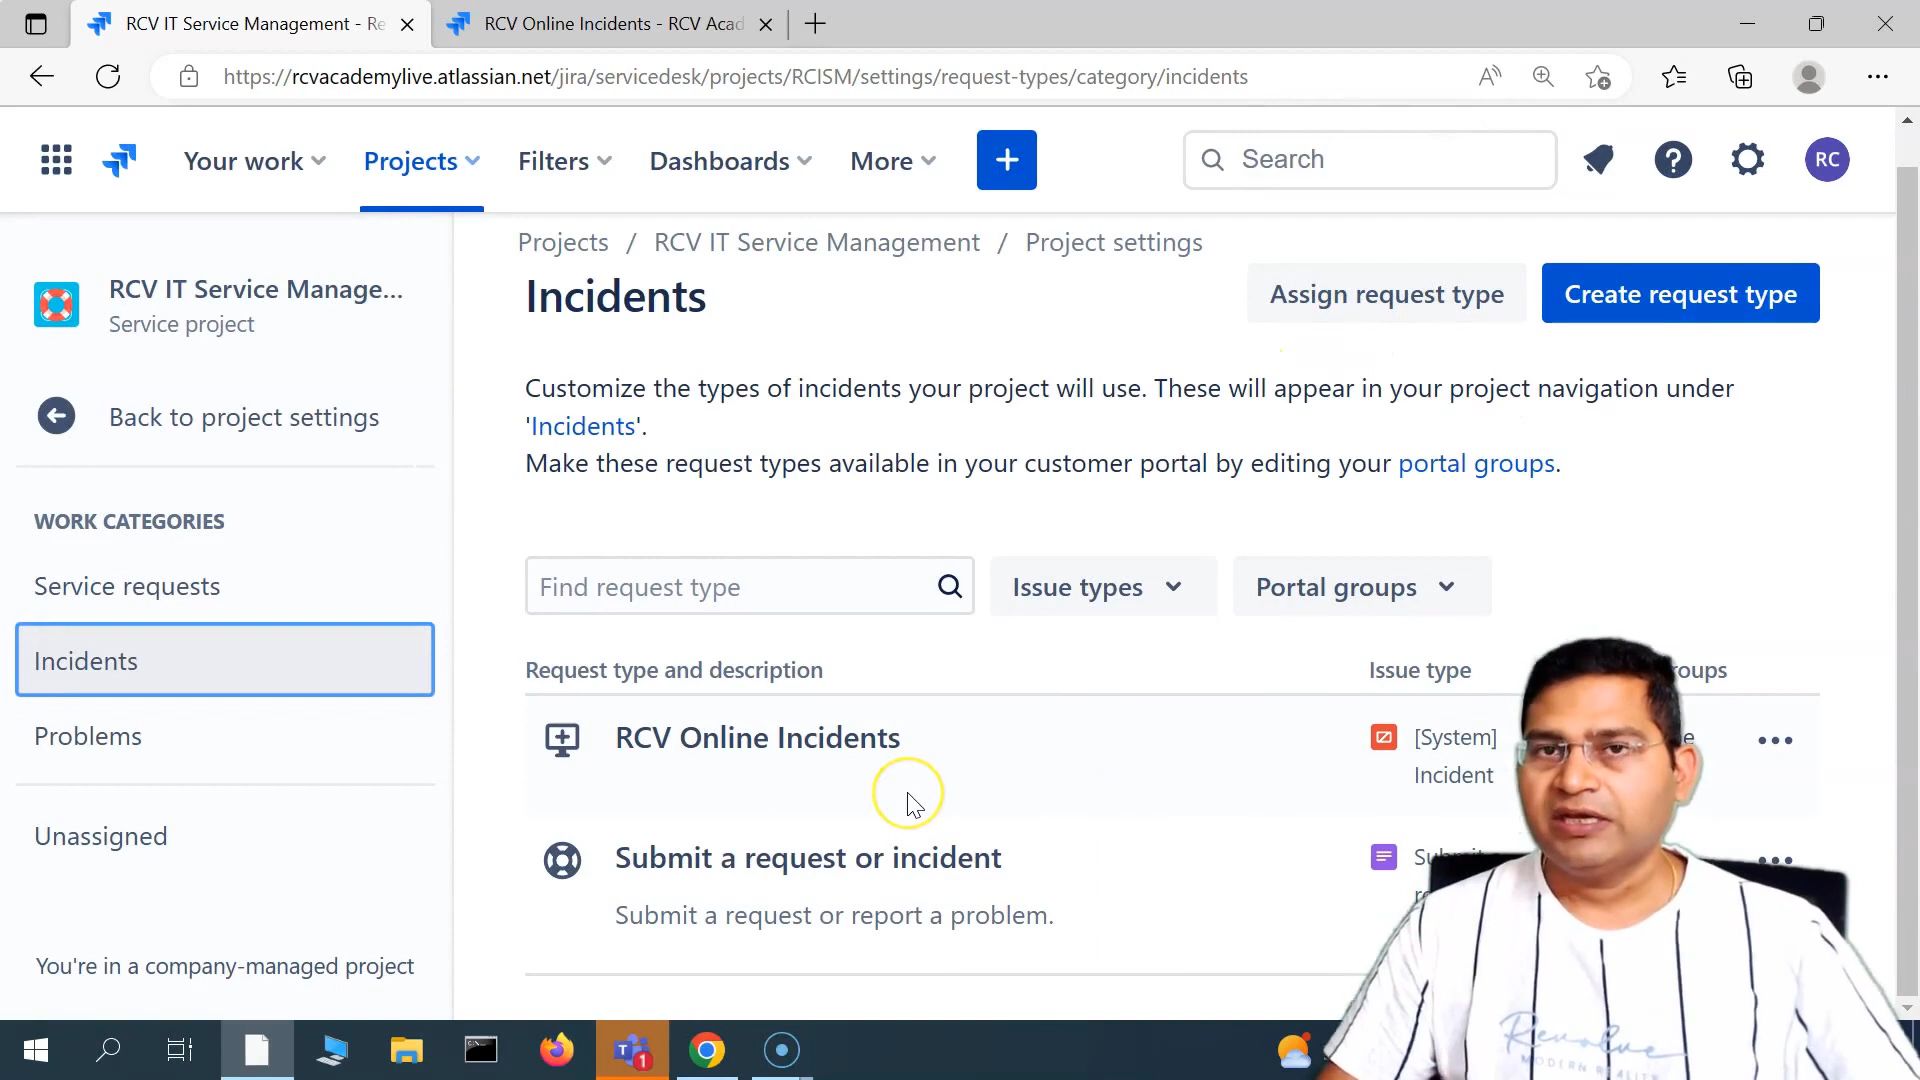 RCV IT Service Management - Re
RCV Online Incidents - RCV Acad
https://rcvacademylive.atlassian.net/jira/servicedesk/projects/RCISM/settings/request-types/category/incidents
Your work
Projects
Filters
Dashboards
More
Search
RC
RCV IT Service Manage...
Service project
Back to project settings
WORK CATEGORIES
Service requests
Incidents
Problems
Unassigned
You're in a company-managed project
Projects / RCV IT Service Management / Project settings
Incidents
Assign request type
Create request type
Customize the types of incidents your project will use. These will appear in your project navigation under
'Incidents'.
Make these request types available in your customer portal by editing your portal groups.
Find request type
Issue types
Portal groups
Request type and description
Issue type
RCV Online Incidents
[System]
Incident
Submit a request or incident
Submit a request or report a problem.
1
Revolve
MODERN REALITY